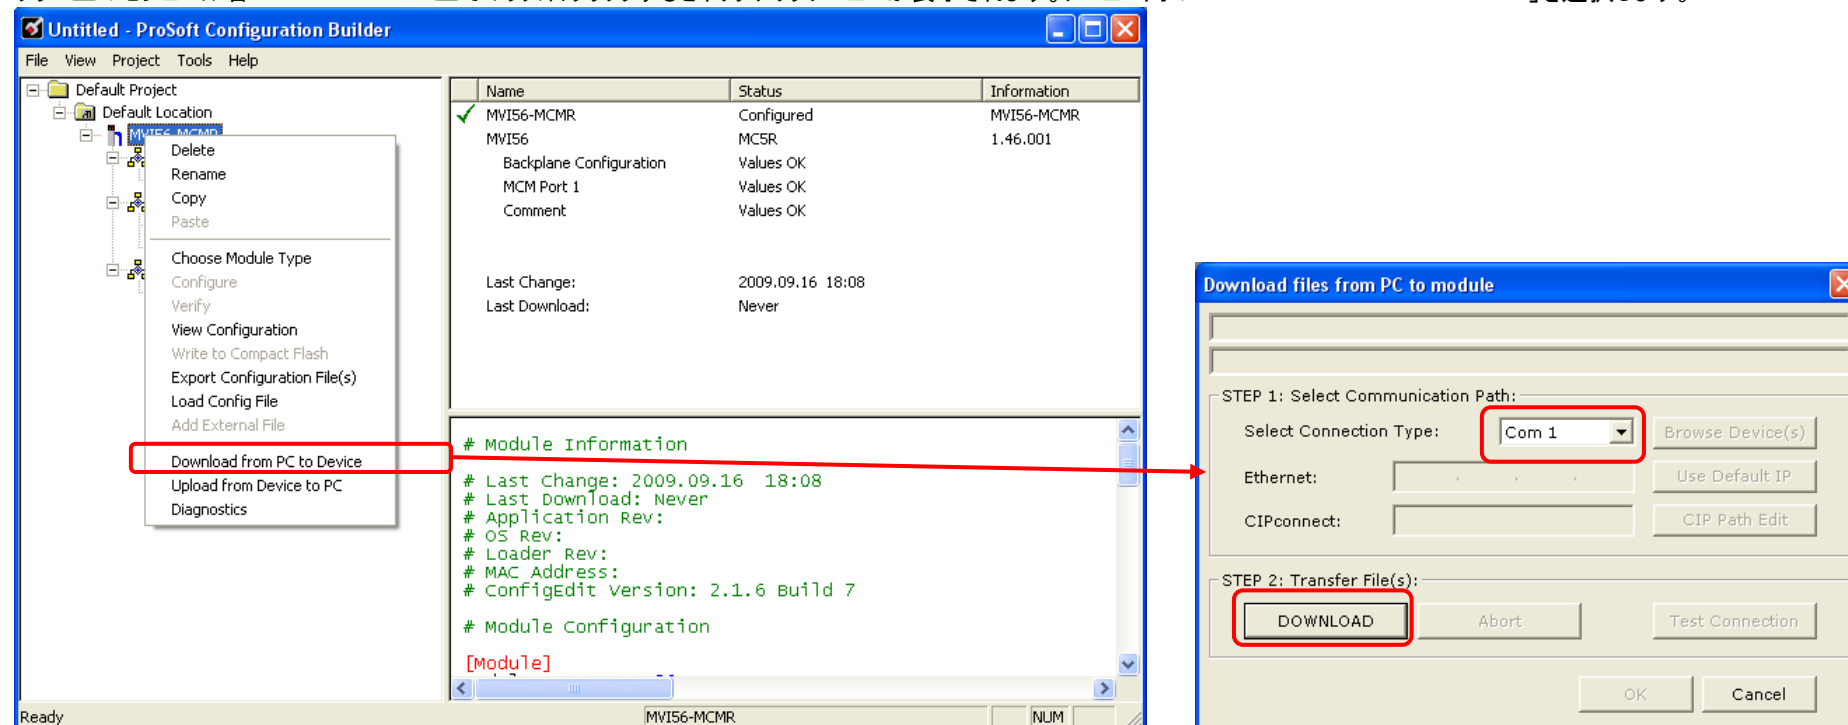 Untitled - ProSoft Configuration Builder
File View Project Tools Help
Default Project
Default Location
MVI56-MCMR
Delete
Rename
Copy
Paste
Choose Module Type
Configure
Verify
View Configuration
Write to Compact Flash
Export Configuration File(s)
Load Config File
Add External File
Download from PC to Device
Upload from Device to PC
Diagnostics
Name Status Information
MVI56-MCMR Configured MVI56-MCMR
MVI56 MC5R 1.46.001
Backplane Configuration Values OK
MCM Port 1 Values OK
Comment Values OK
Last Change: 2009.09.16 18:08
Last Download: Never
# Module Information
# Last Change: 2009.09.16 18:08
# Last Download: Never
# Application Rev:
# OS Rev:
# Loader Rev:
# MAC Address:
# ConfigEdit Version: 2.1.6 Build 7
# Module Configuration
[Module]
Ready MVI56-MCMR NUM
Download files from PC to module
STEP 1: Select Communication Path:
Select Connection Type: Com 1 Browse Device(s)
Ethernet: . . . Use Default IP
CIPconnect: CIP Path Edit
STEP 2: Transfer File(s):
DOWNLOAD Abort Test Connection
OK Cancel